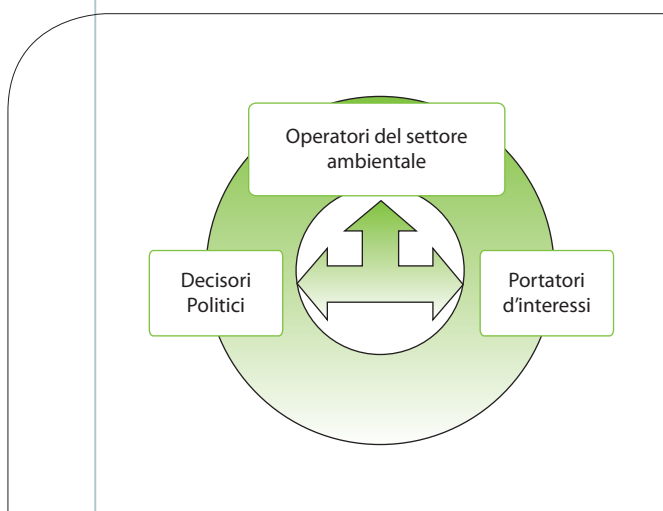 Operatori del settore
ambientale
Decisori
Politici
Portatori
d’interessi